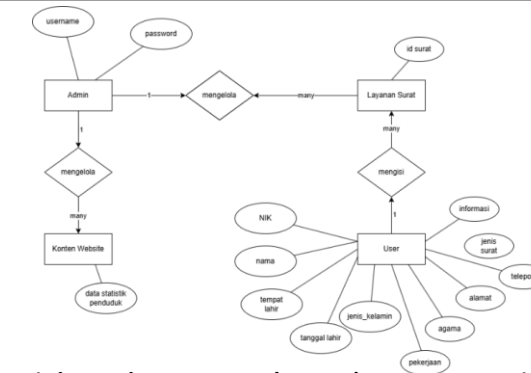 username
password
id surat
Admin
1
mengelola
many
Layanan Surat
1
many
mengelola
mengisi
many
1
NIK
informasi
Konten Website
User
jenis
surat
nama
telepo
data statistik
penduduk
tempat
lahir
alamat
jenis_kelamin
agama
tanggal lahir
pekerjaan